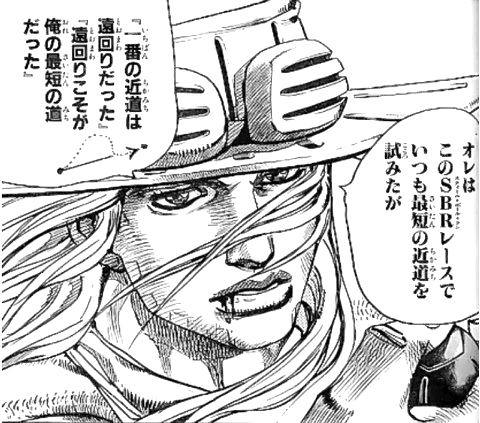 オレは
このSBRレースで
いつも最短の近道を
試みたが
『一番の近道は
遠回りだった』
『遠回りこそが
俺の最短の道
だった』